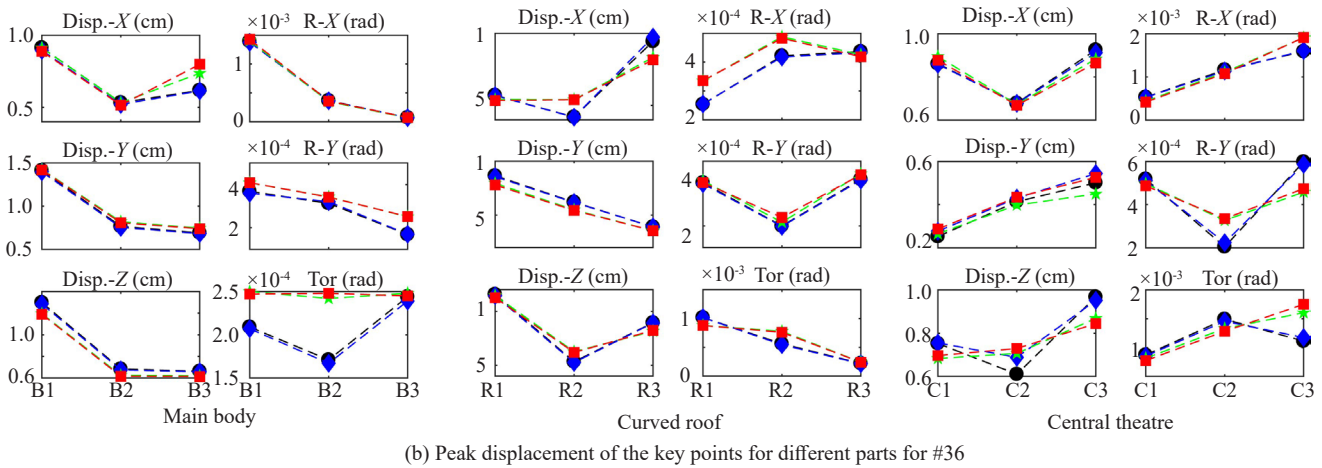 Disp.-X (cm)
×10⁻³ R-X (rad)
Disp.-X (cm)
×10⁻⁴ R-X (rad)
Disp.-X (cm)
×10⁻³ R-X (rad)
1.0
0.5
1
0
1
5
4
2
1.0
0.6
2
1
0
Disp.-Y (cm)
×10⁻⁴ R-Y (rad)
Disp.-Y (cm)
×10⁻⁴ R-Y (rad)
Disp.-Y (cm)
×10⁻⁴ R-Y (rad)
1.5
1.0
0.5
4
2
1
5
4
2
0.6
0.2
6
4
2
Disp.-Z (cm)
×10⁻⁴ Tor (rad)
Disp.-Z (cm)
×10⁻³ Tor (rad)
Disp.-Z (cm)
×10⁻³ Tor (rad)
1.0
0.6
2.5
2.0
1.5
1
5
1
0
1.0
0.8
0.6
2
1
B1 B2 B3 B1 B2 B3 R1 R2 R3 R1 R2 R3 C1 C2 C3 C1 C2 C3
Main body Curved roof Central theatre
(b) Peak displacement of the key points for different parts for #36